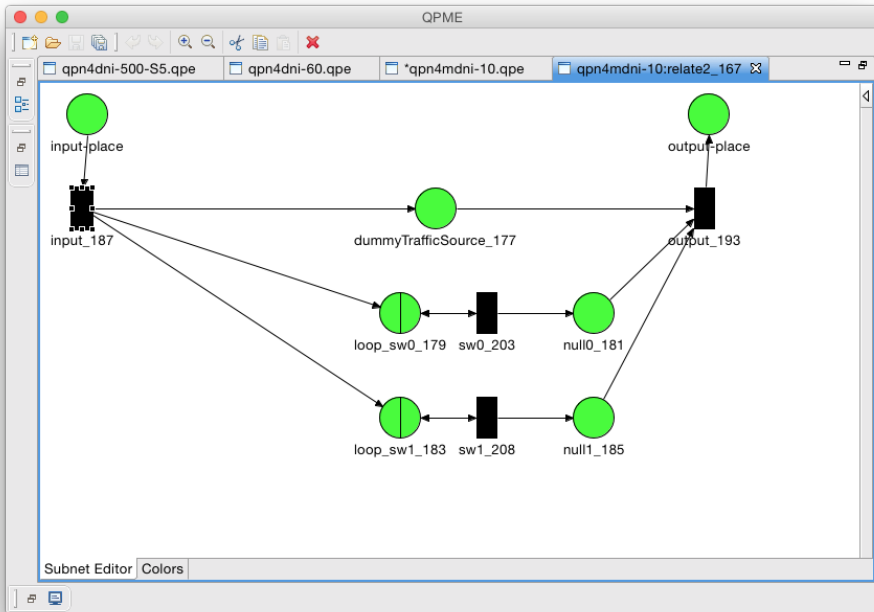 QPME
qpn4dni-500-S5.qpe
qpn4dni-60.qpe
*qpn4mdni-10.qpe
qpn4mdni-10:relate2_167
input-place
output-place
input_187
dummyTrafficSource_177
output_193
loop_sw0_179
sw0_203
null0_181
loop_sw1_183
sw1_208
null1_185
Subnet Editor
Colors